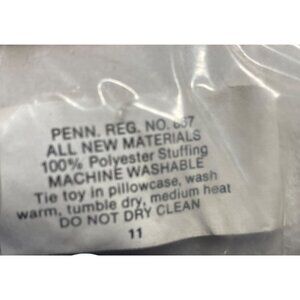 PENN. REG. NO.
ALL NEW MATERIALS
100% Polyester Stuffing
MACHINE WASHABLE
Tie toy in pillowcase, wash
warm, tumble dry, medium heat
DO NOT DRY CLEAN
11